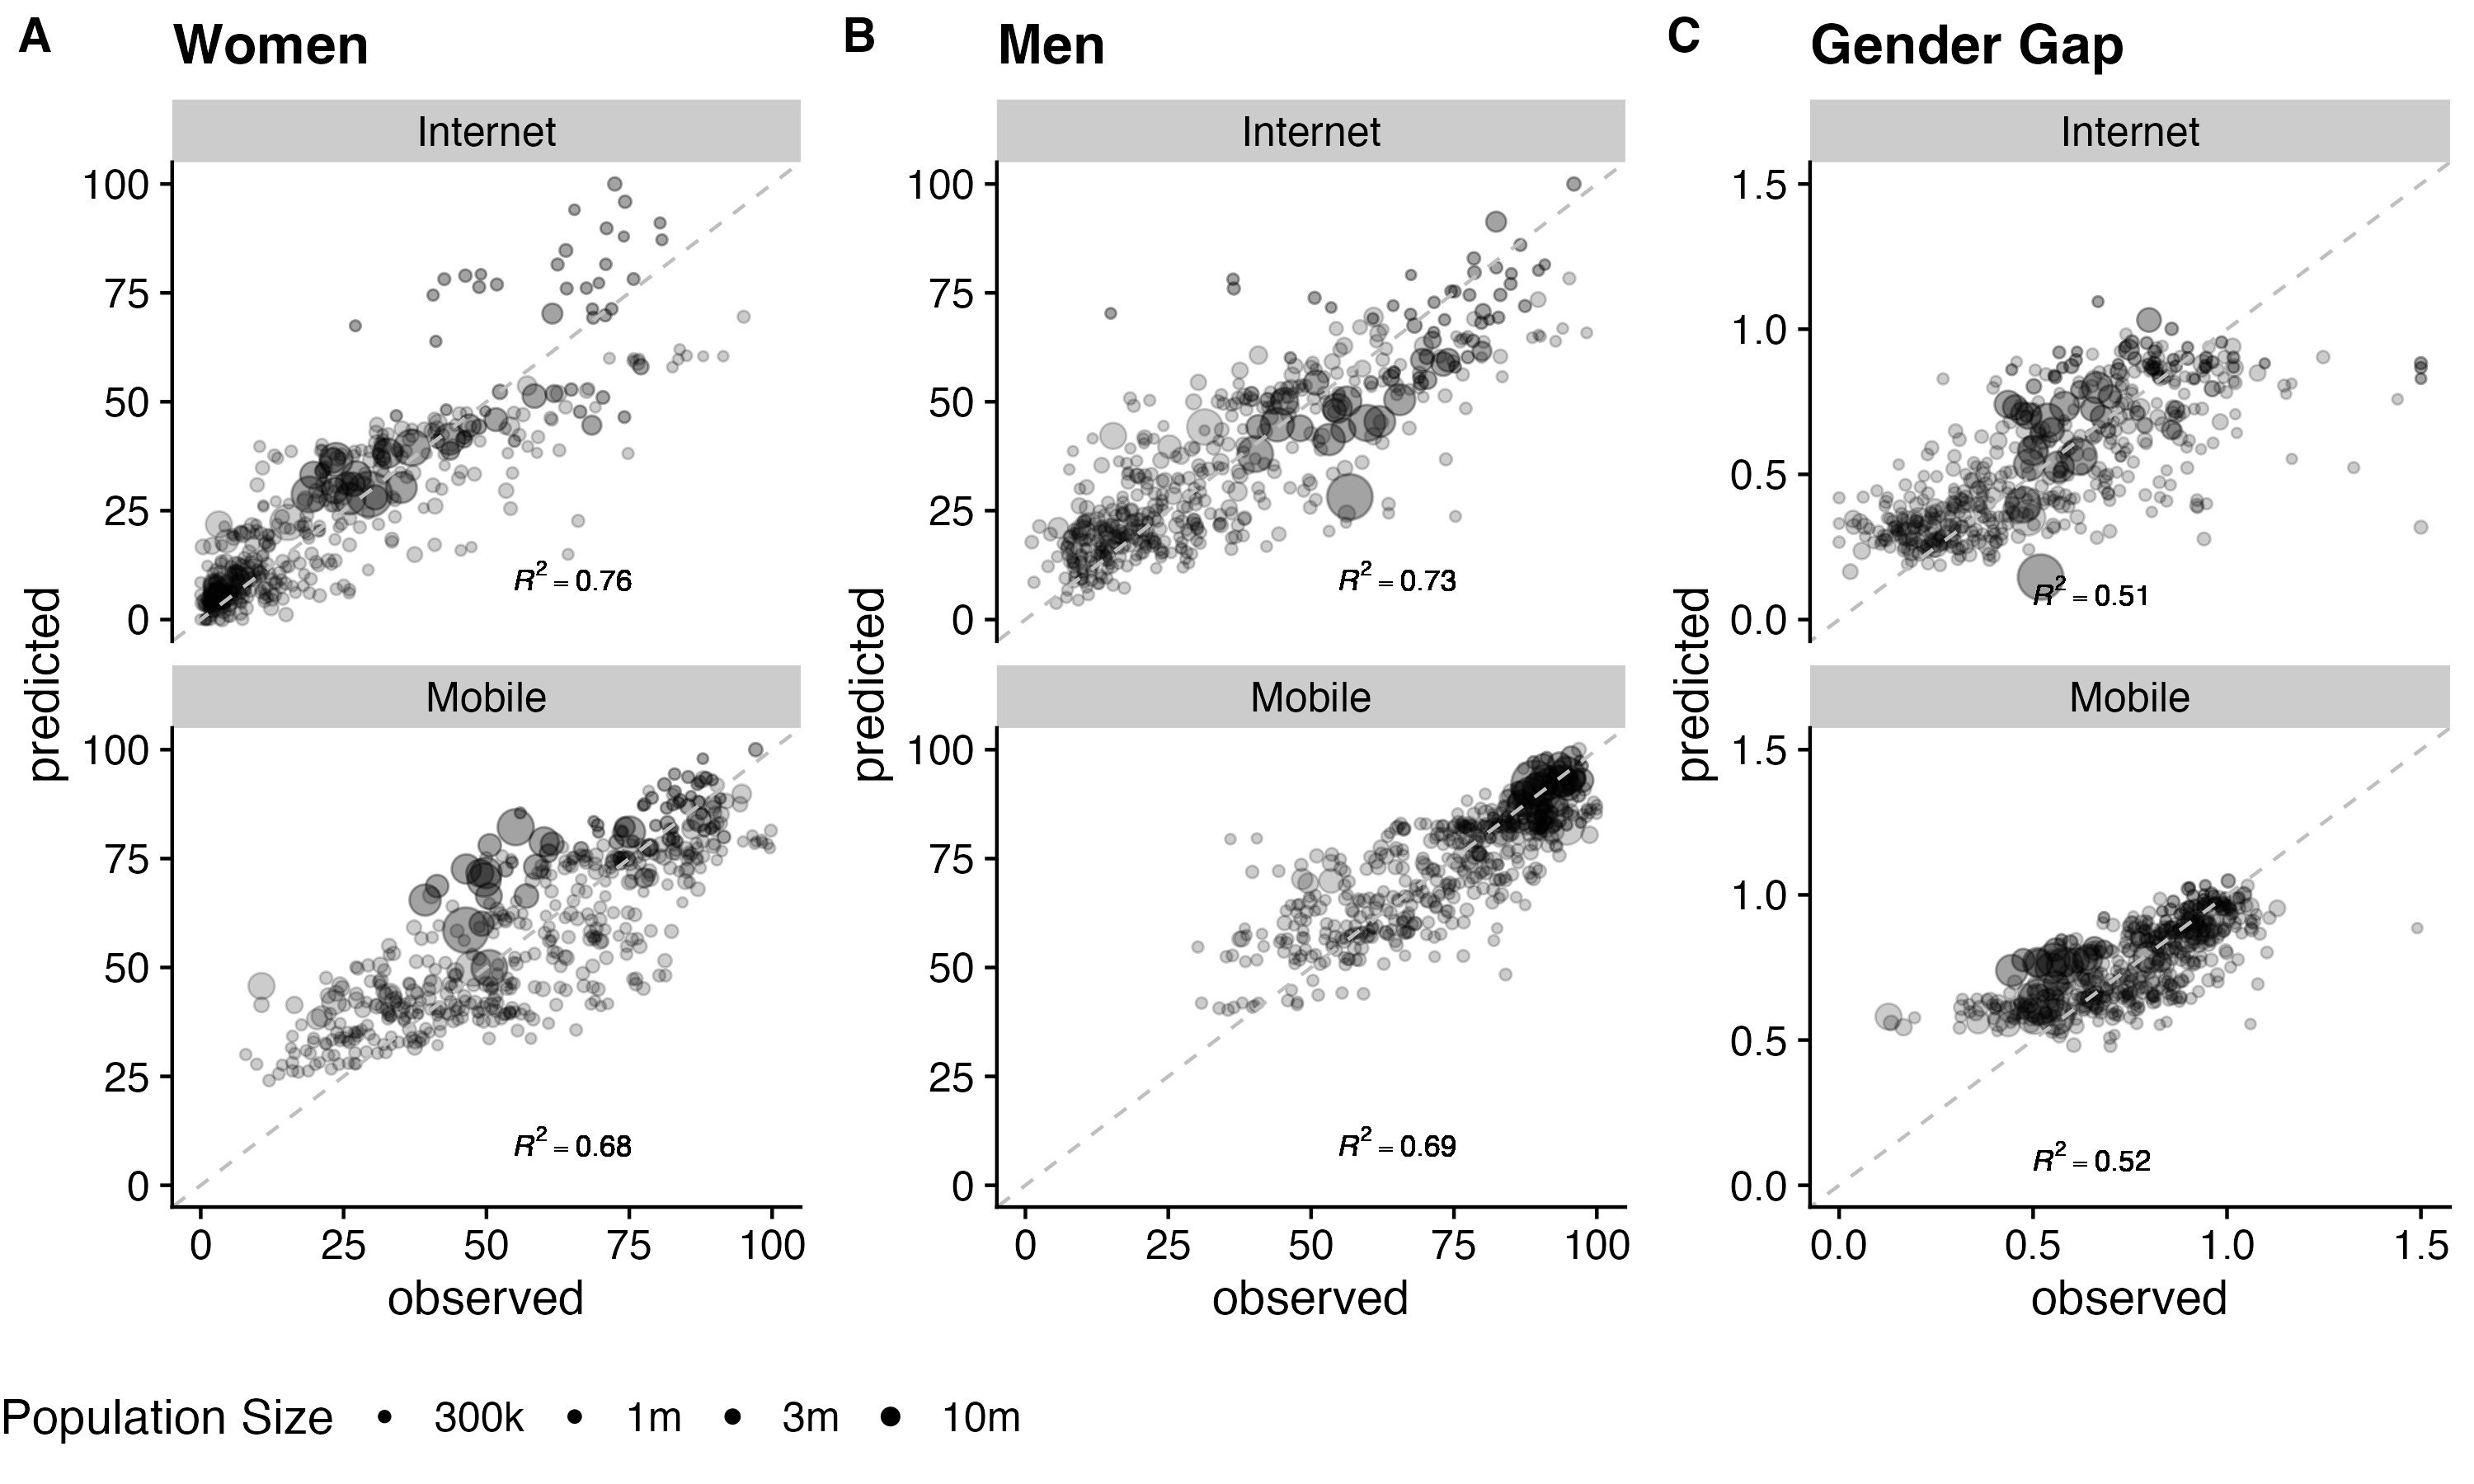 A Women
B Men
C Gender Gap
Internet
Internet
Internet
100
75
50
25
0
R² = 0.76
100
75
50
25
0
R² = 0.73
1.5
1.0
0.5
0.0
R² = 0.51
predicted
predicted
predicted
Mobile
Mobile
Mobile
100
75
50
25
0
R² = 0.68
100
75
50
25
0
R² = 0.69
1.5
1.0
0.5
0.0
R² = 0.52
0 25 50 75 100
0 25 50 75 100
0.0 0.5 1.0 1.5
observed
observed
observed
Population Size 300k 1m 3m 10m